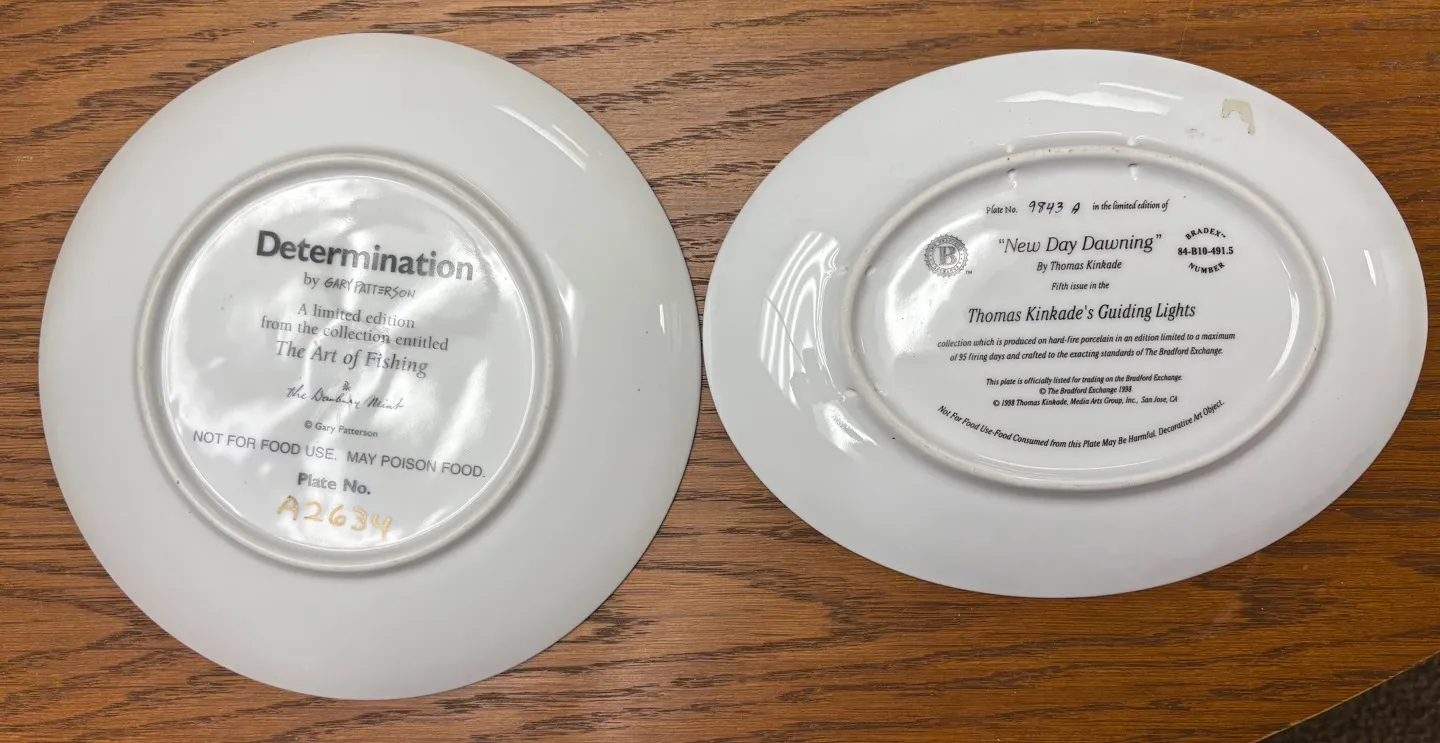 Determination
by GARY PATTERSON
A limited edition
from the collection entitled
The Art of Fishing
the Danbury Mint
© Gary Patterson
NOT FOR FOOD USE. MAY POISON FOOD.
Plate No.
A2634
Plate No. 9843 A in the limited edition of
B
™
"New Day Dawning"
By Thomas Kinkade
BRADEX™
84-B10-491.5
NUMBER
Fifth issue in the
Thomas Kinkade's Guiding Lights
collection which is produced on hard-fire porcelain in an edition limited to a maximum
of 95 firing days and crafted to the exacting standards of The Bradford Exchange.
This plate is officially listed for trading on the Bradford Exchange.
© The Bradford Exchange 1998
© 1998 Thomas Kinkade, Media Arts Group, Inc., San Jose, CA
Not For Food Use-Food Consumed from this Plate May Be Harmful. Decorative Art Object.